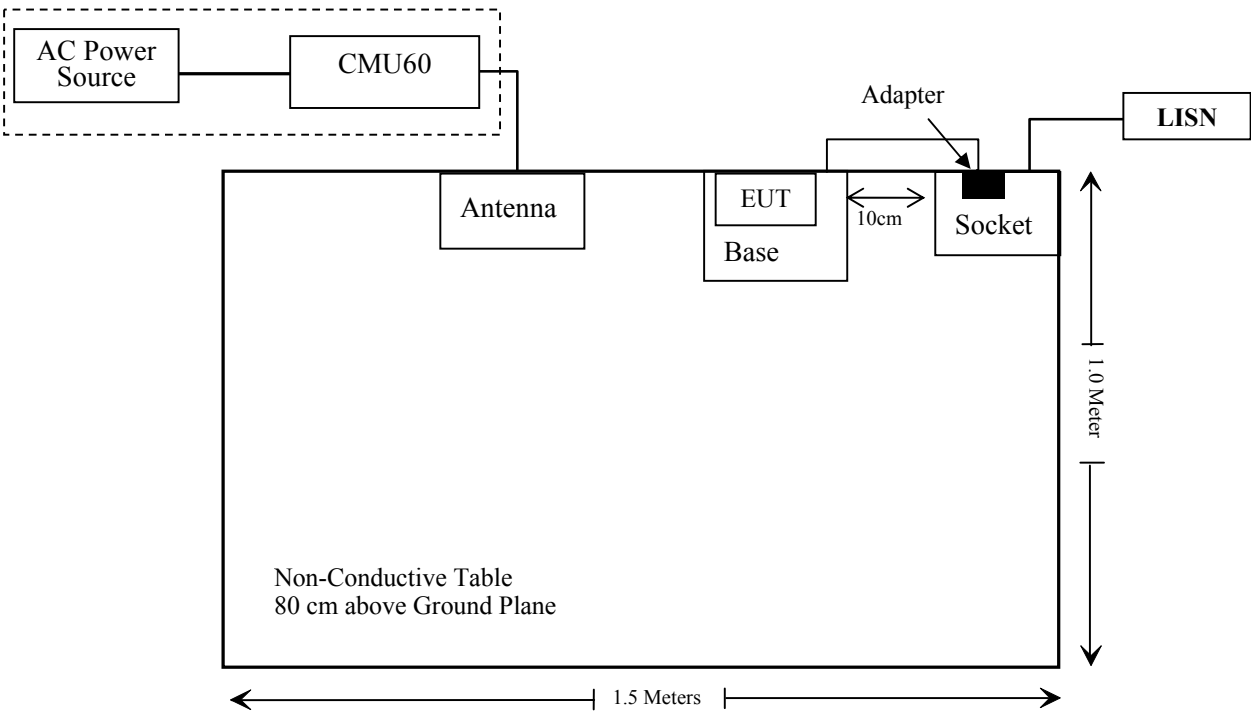 AC Power
Source
CMU60
Adapter
LISN
Antenna
EUT
Base
10cm
Socket
1.0 Meter
Non-Conductive Table
80 cm above Ground Plane
1.5 Meters